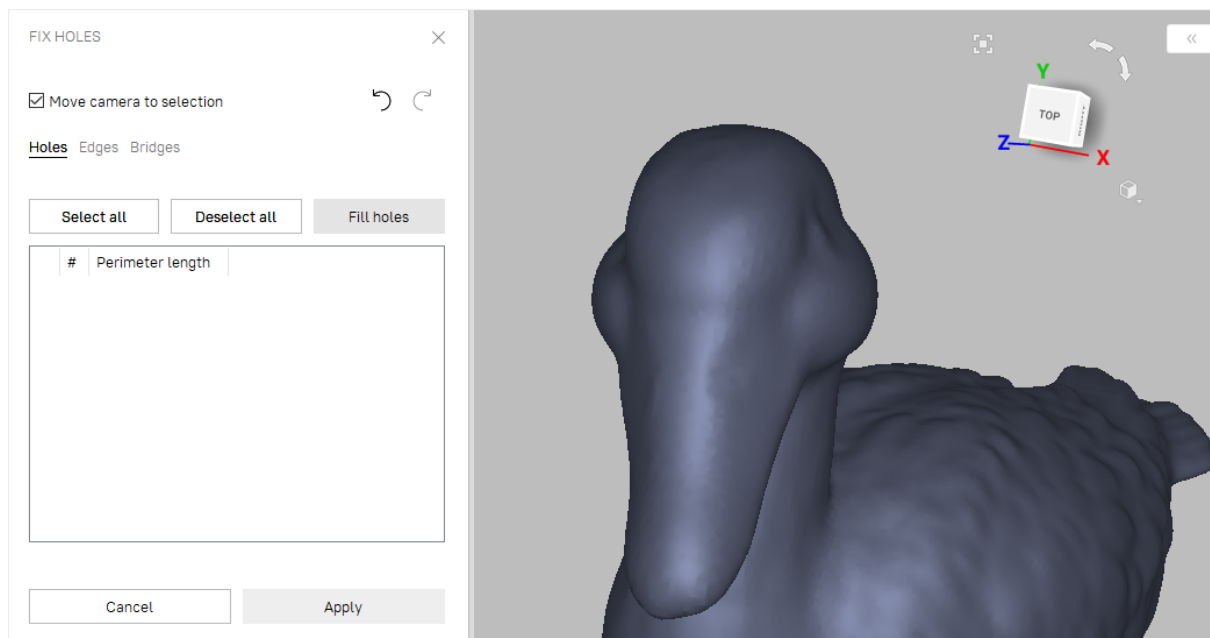 FIX HOLES
Move camera to selection
Holes Edges Bridges
Select all Deselect all Fill holes
# Perimeter length
Cancel Apply
Y
TOP
Z X